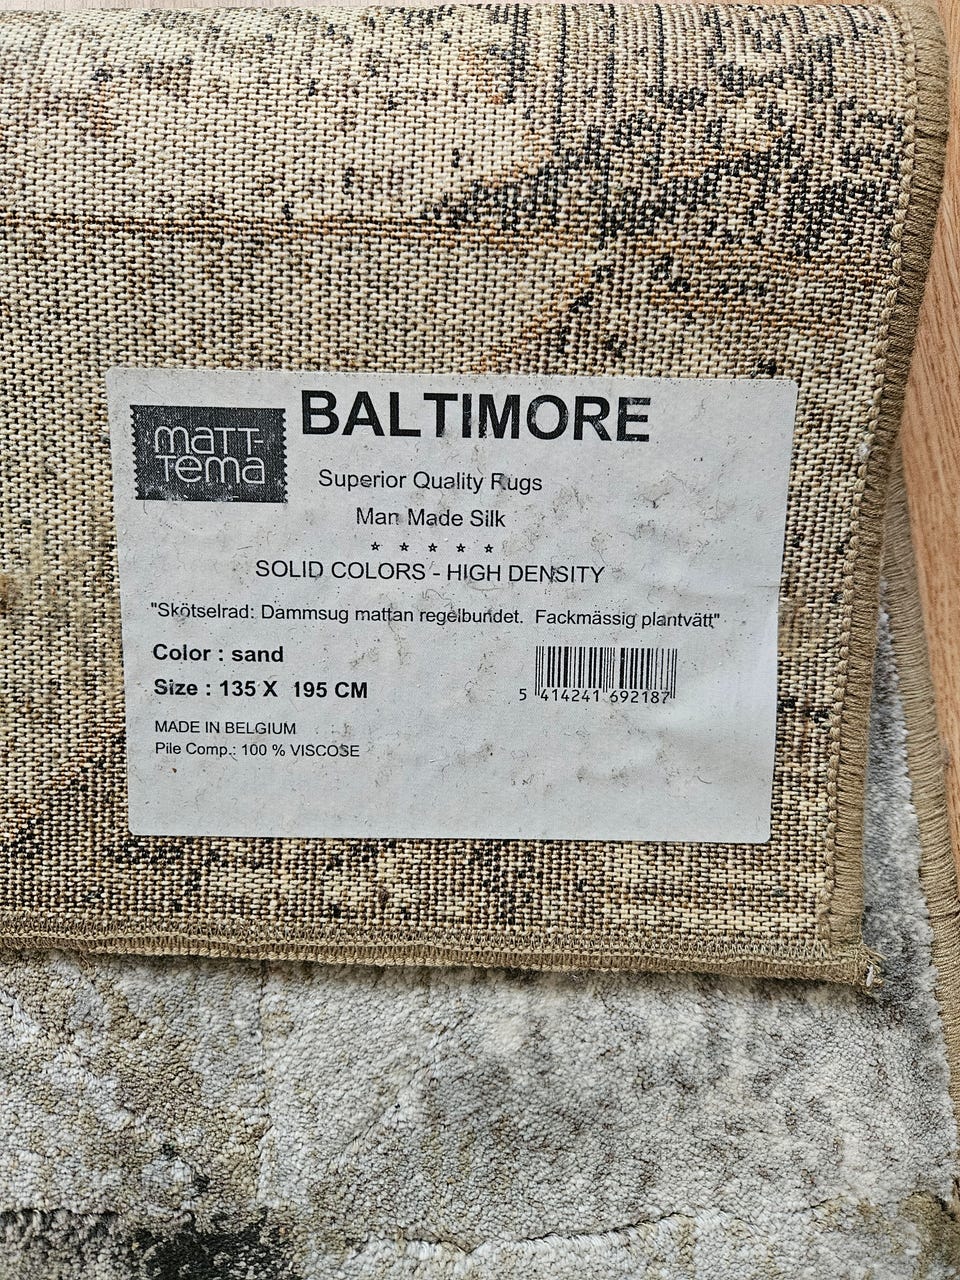 matt-
tema
BALTIMORE
Superior Quality Rugs
Man Made Silk
☆ ☆ ☆ ☆ ☆
SOLID COLORS - HIGH DENSITY
"Skötselrad: Dammsug mattan regelbundet. Fackmässig plantvätt"
Color : sand
Size : 135 X 195 CM
5 414241 692187
MADE IN BELGIUM
Pile Comp.: 100 % VISCOSE